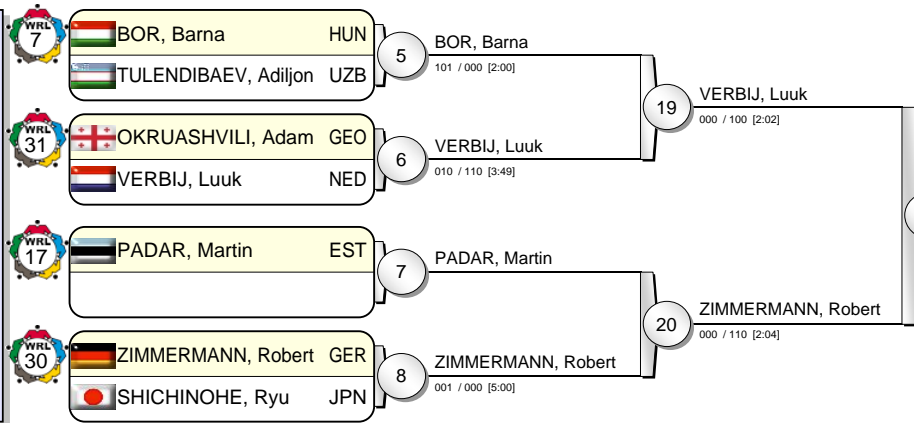 WRL
7
BOR, Barna HUN
TULENDIBAEV, Adiljon UZB
5
BOR, Barna
101 / 000 [2:00]
WRL
31
OKRUASHVILI, Adam GEO
VERBIJ, Luuk NED
6
VERBIJ, Luuk
010 / 110 [3:49]
19
VERBIJ, Luuk
000 / 100 [2:02]
WRL
17
PADAR, Martin EST
7
PADAR, Martin
WRL
30
ZIMMERMANN, Robert GER
SHICHINOHE, Ryu JPN
8
ZIMMERMANN, Robert
001 / 000 [5:00]
20
ZIMMERMANN, Robert
000 / 110 [2:04]